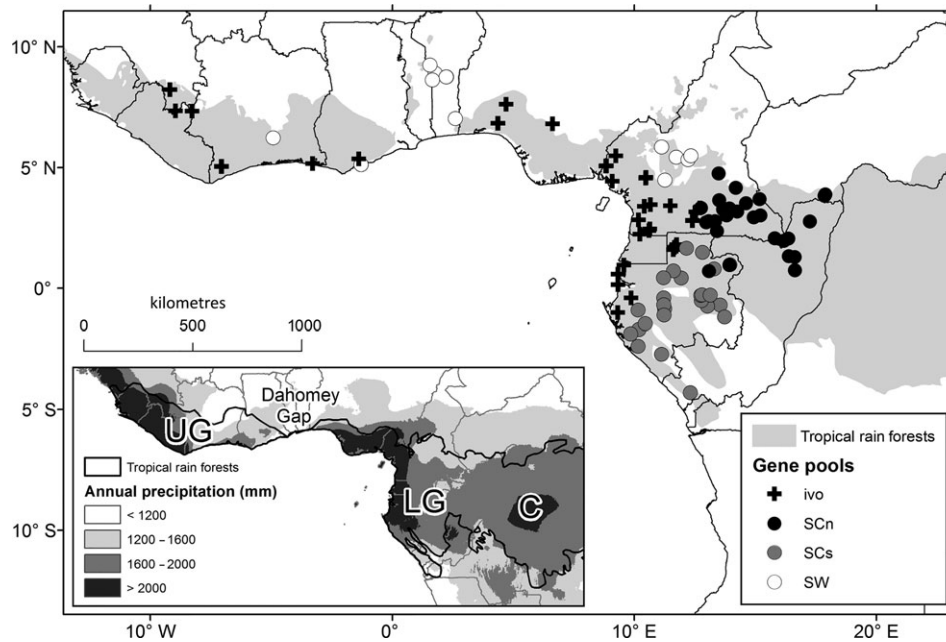 10° N
5° N
0°
5° S
10° S
10° W
0°
10° E
20° E
kilometres
0 500 1000
UG
Dahomey
Gap
LG
C
Tropical rain forests
Annual precipitation (mm)
< 1200
1200 – 1600
1600 – 2000
> 2000
Tropical rain forests
Gene pools
ivo
SCn
SCs
SW